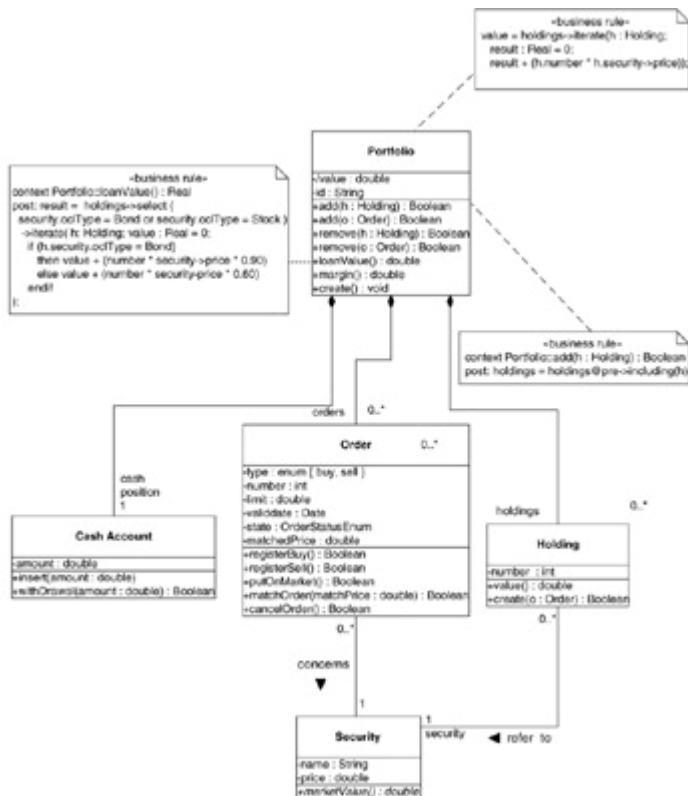 «business rule»
value = holdings->iterate(h : Holding;
result : Real = 0;
result + (h.number * h.security->price));
Portfolio
-/value : double
-id : String
+add(h : Holding) : Boolean
+add(o : Order) : Boolean
+remove(h : Holding) : Boolean
+remove(o : Order) : Boolean
+loanValue() : double
+margin() : double
+create() : void
«business rule»
context Portfolio::loanValue() : Real
post: result = holdings->select (
security.oclType = Bond or security.oclType = Stock )
->iterate( h: Holding; value : Real = 0;
if (h.security.oclType = Bond)
then value + (number * security->price * 0.90)
else value + (number * security-price * 0.60)
endif
);
«business rule»
context Portfolio::add(h : Holding) : Boolean
post: holdings = holdings@pre->including(h)
orders
0..*
Order
0..*
-type : enum { buy, sell }
-number : int
-limit : double
-validdate : Date
-state : OrderStatusEnum
-matchedPrice : double
+registerBuy() : Boolean
+registerSell() : Boolean
+putOnMarket() : Boolean
+matchOrder(matchPrice : double) : Boolean
+cancelOrder() : Boolean
cash
position
1
Cash Account
-amount : double
+insert(amount : double)
+withDrawal(amount : double) : Boolean
holdings
0..*
Holding
-number : int
+value() : double
+create(o : Order) : Boolean
0..*
0..*
concerns
1
1
security
refer to
Security
-name : String
-price : double
+marketValue() : double